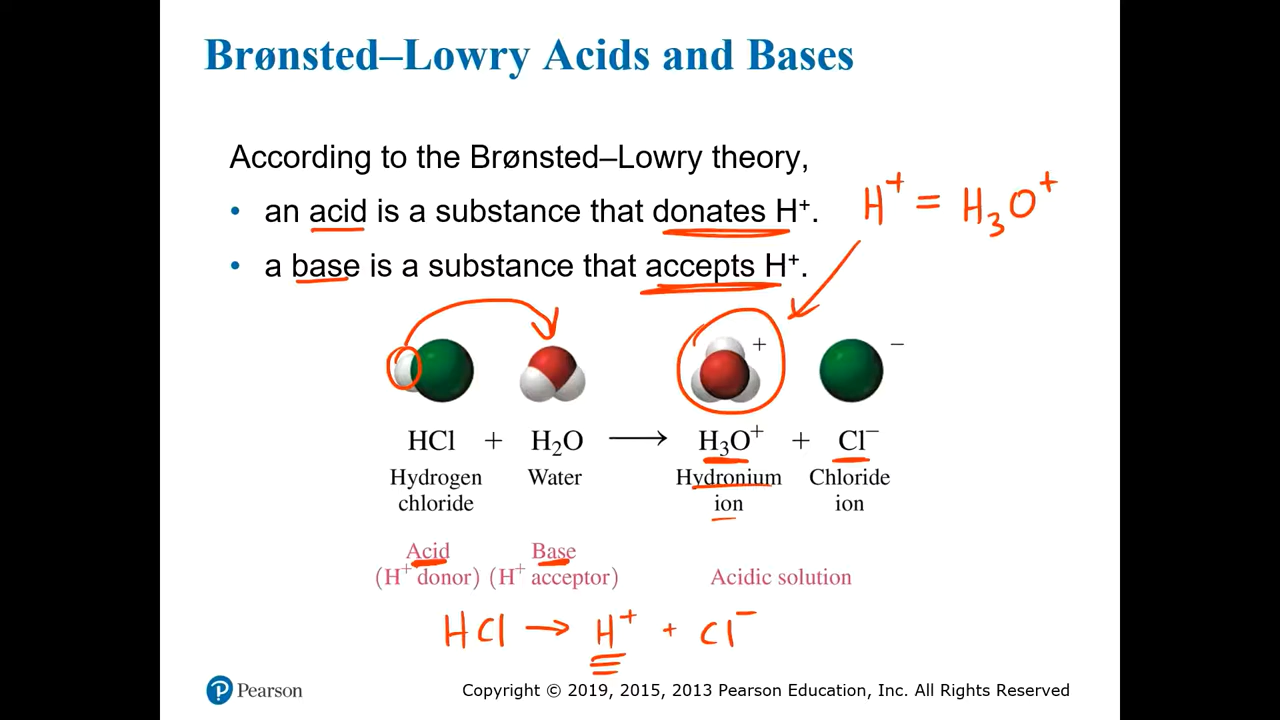 Brønsted–Lowry Acids and Bases
According to the Brønsted–Lowry theory,
• an acid is a substance that donates H⁺.
H⁺ = H₃O⁺
• a base is a substance that accepts H⁺.
+ −
HCl + H₂O ⟶ H₃O⁺ + Cl⁻
Hydrogen chloride Water Hydronium ion Chloride ion
Acid Base
(H⁺ donor) (H⁺ acceptor) Acidic solution
HCl → H⁺ + Cl⁻
Pearson Copyright © 2019, 2015, 2013 Pearson Education, Inc. All Rights Reserved